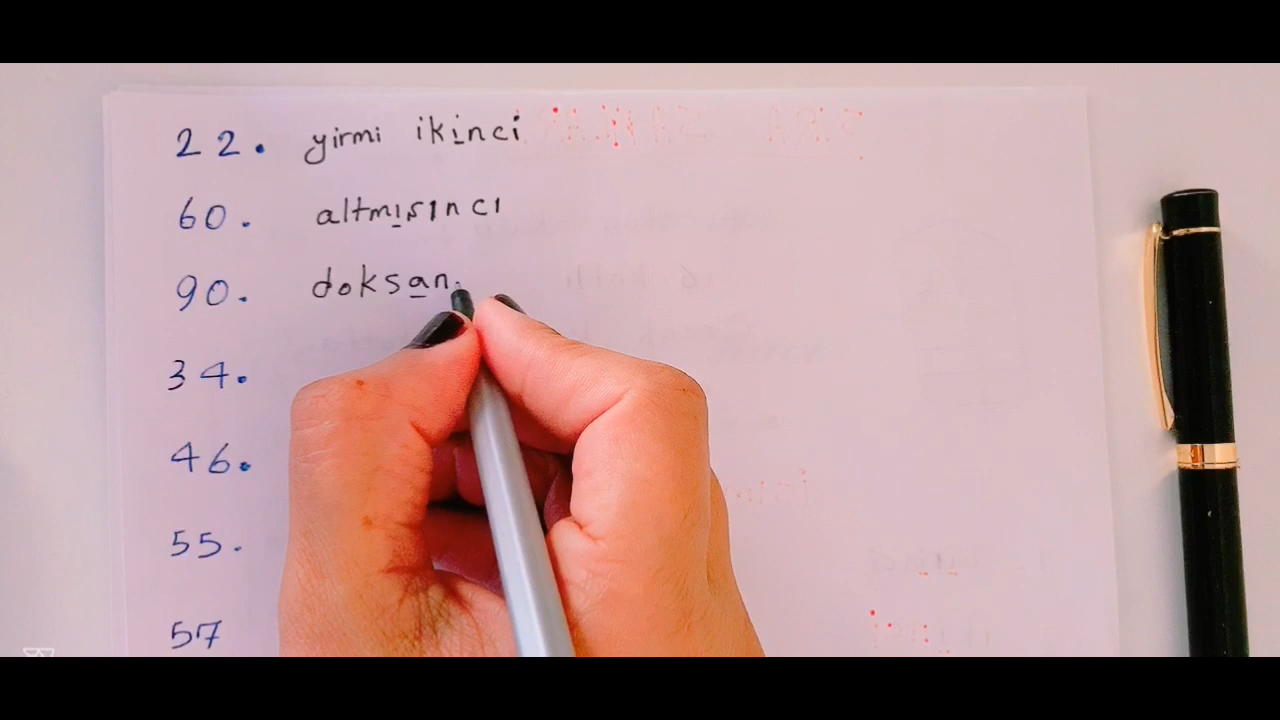 22. yirmi ikinci
60. altmışıncı
90. doksan
34.
46.
55.
57